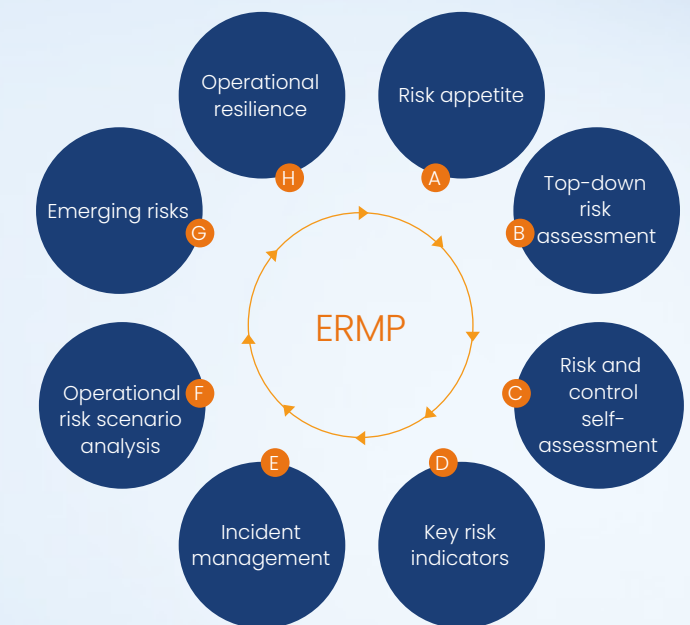 Risk appetite
A
Top-down
risk
assessment
B
Risk and
control
self-
assessment
C
Key risk
indicators
D
Incident
management
E
Operational
risk scenario
analysis
F
Emerging risks
G
Operational
resilience
H
ERMP